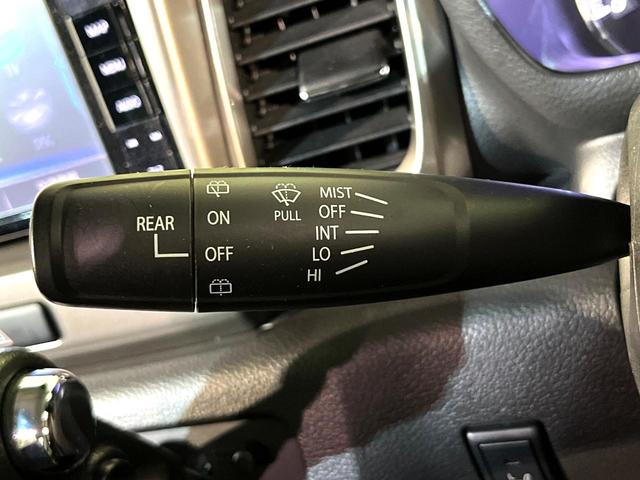 REAR
ON
OFF
PULL
MIST
OFF
INT
LO
HI